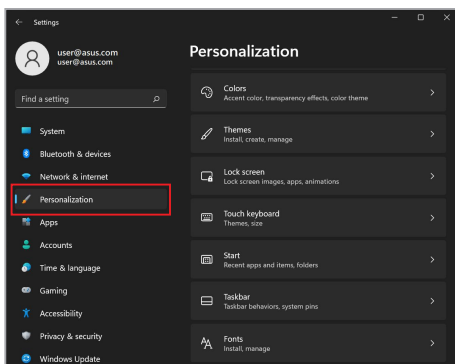 Settings
user@asus.com
user@asus.com
Find a setting
System
Bluetooth & devices
Network & internet
Personalization
Apps
Accounts
Time & language
Gaming
Accessibility
Privacy & security
Windows Update
Personalization
Colors
Accent color, transparency effects, color theme
Themes
Install, create, manage
Lock screen
Lock screen images, apps, animations
Touch keyboard
Themes, size
Start
Recent apps and items, folders
Taskbar
Taskbar behaviors, system pins
Fonts
Install, manage